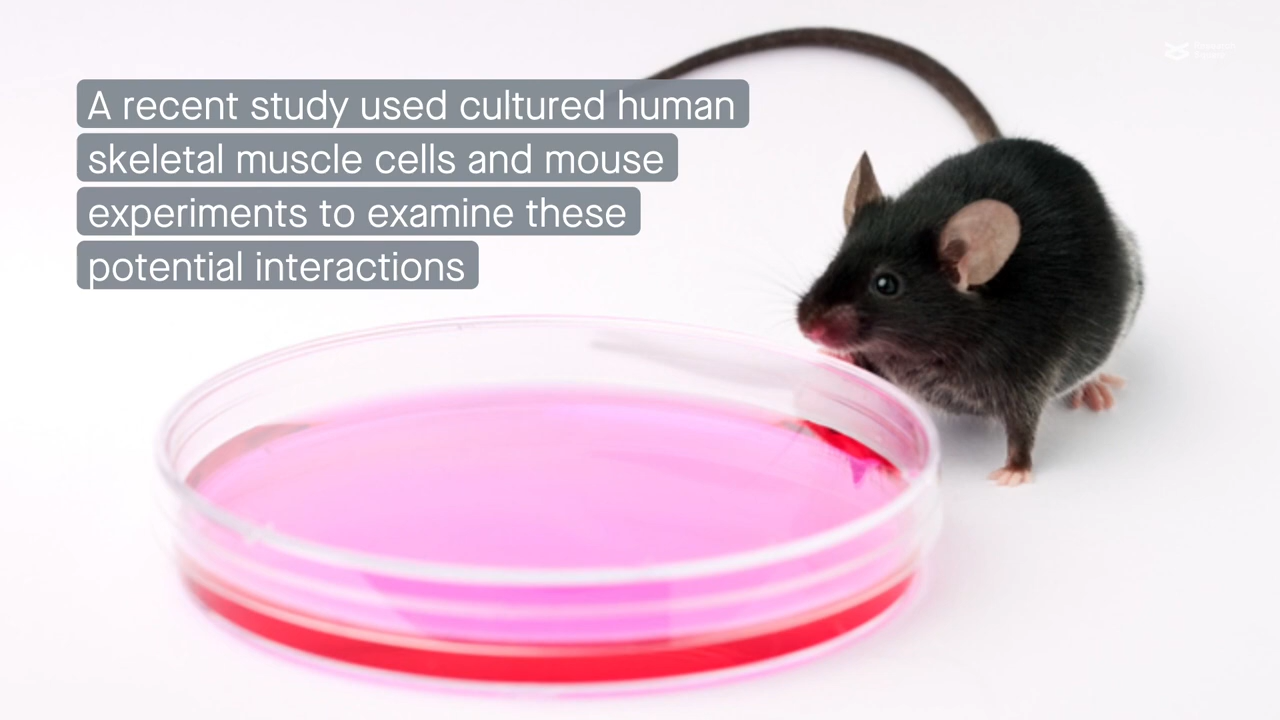 A recent study used cultured human
skeletal muscle cells and mouse
experiments to examine these
potential interactions